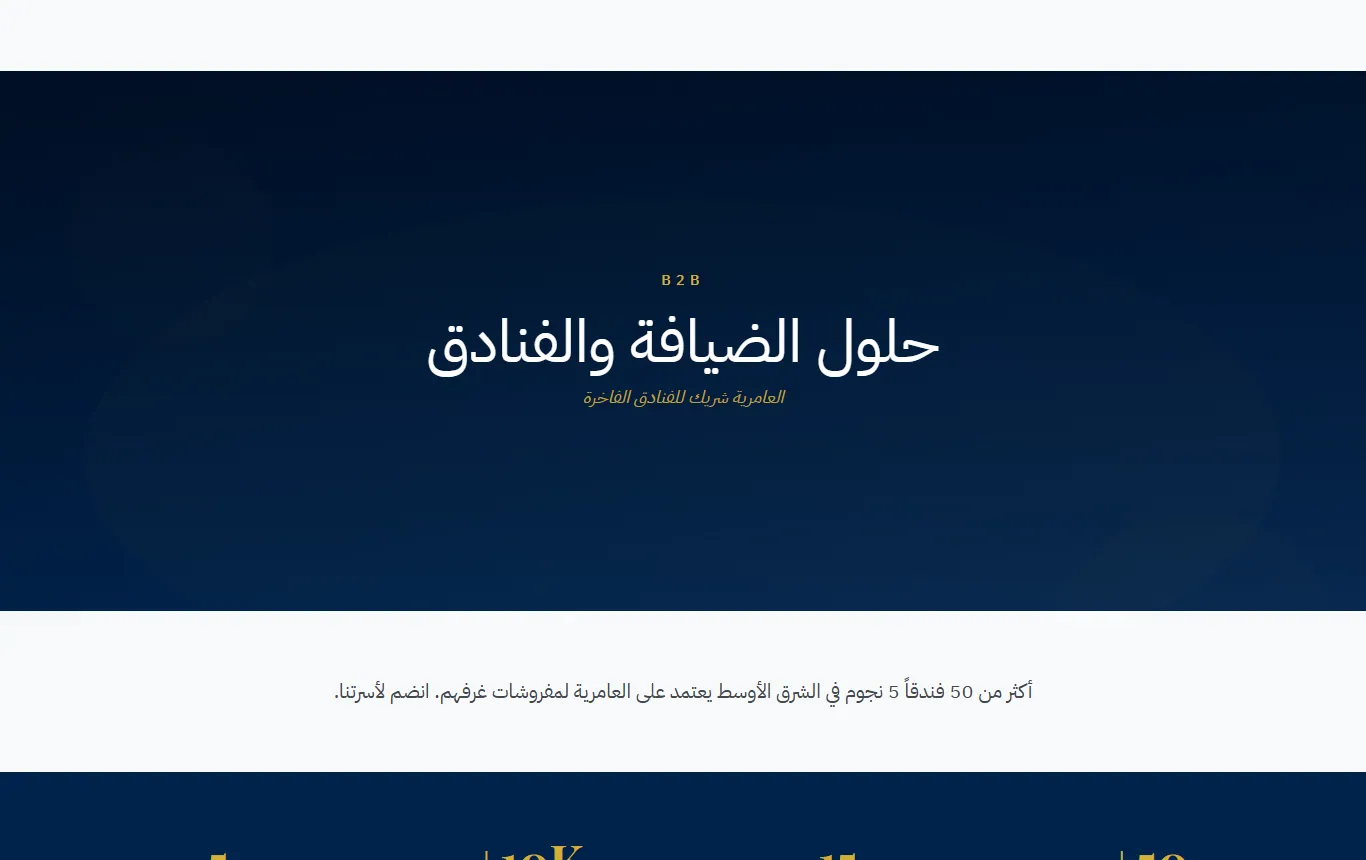 B2B
حلول الضيافة والفنادق
العامرية شريك للفنادق الفاخرة
أكثر من 50 فندقاً 5 نجوم في الشرق الأوسط يعتمد على العامرية لمفروشات غرفهم. انضم لأسرتنا.